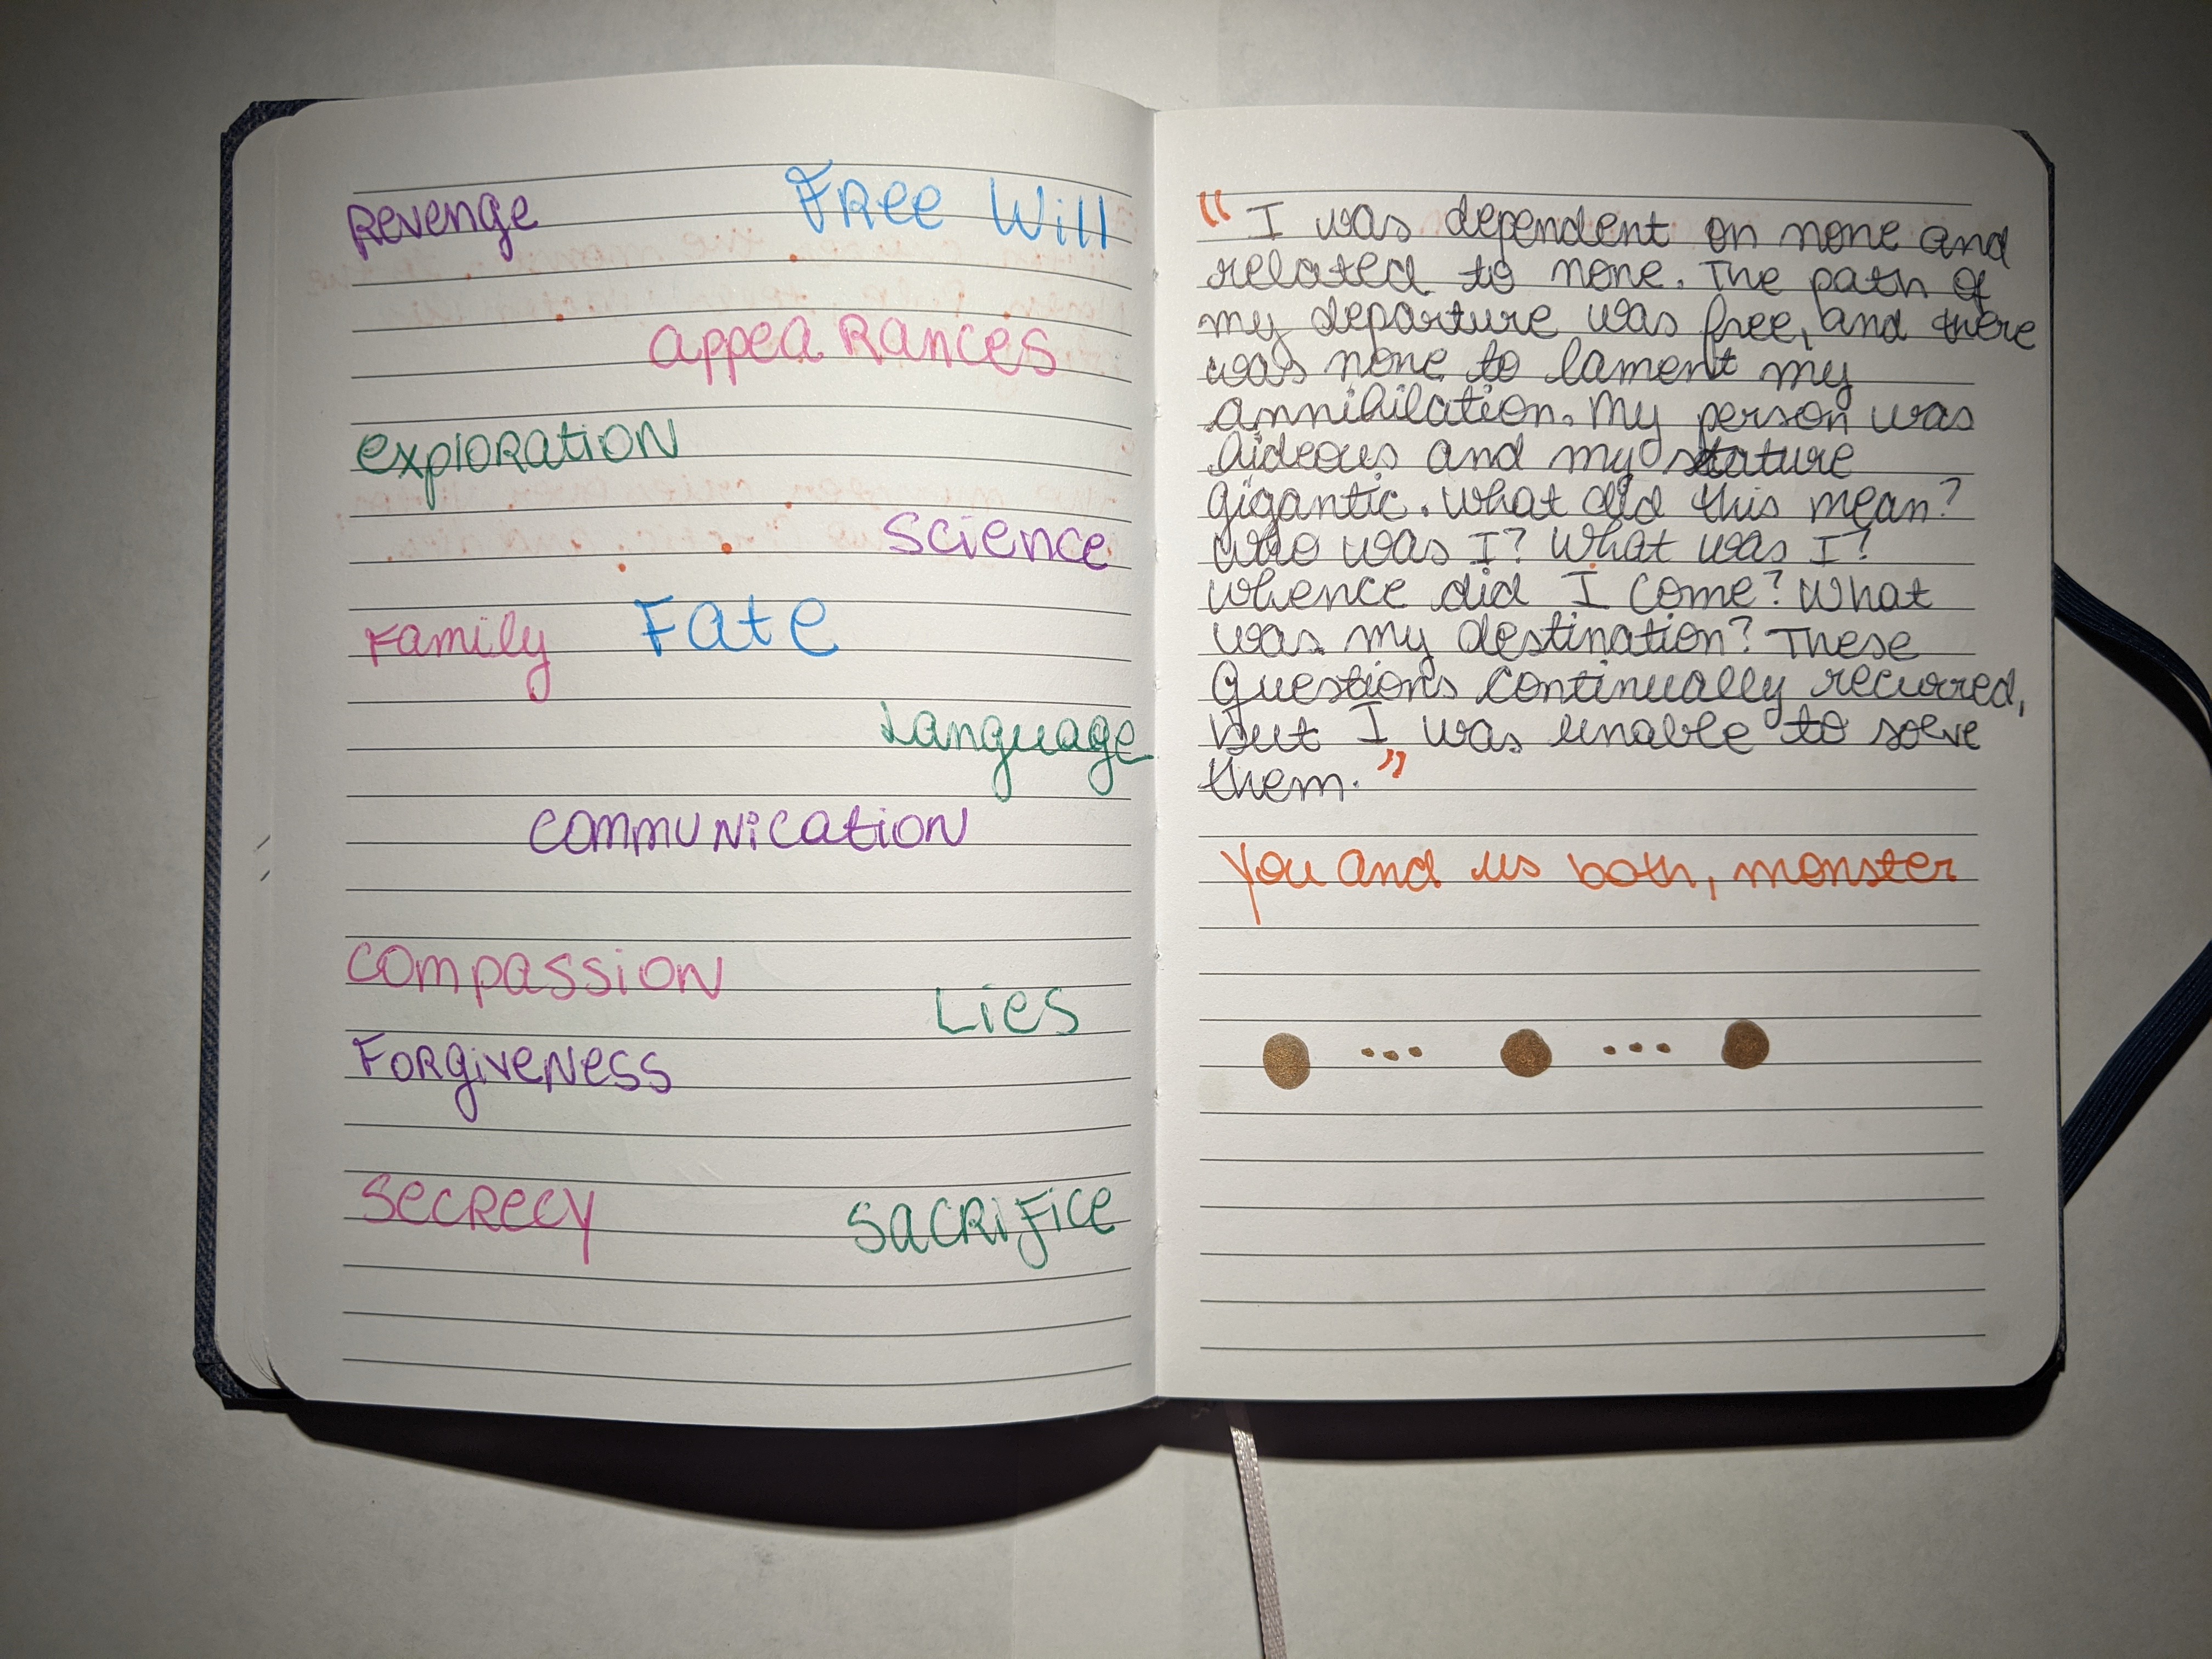 Revenge
Free Will
Appearances
Exploration
Science
Family
Fate
Language
Communication
Compassion
Lies
Forgiveness
Secrecy
Sacrifice
"I was dependent on none and
related to none. The path of
my departure was free, and there
was none to lament my
annihilation. My person was
hideous and my stature
gigantic. What did this mean?
Who was I? What was I?
Whence did I come? What
was my destination? These
Questions continually recurred,
but I was unable to solve
them."
You and us both, monster